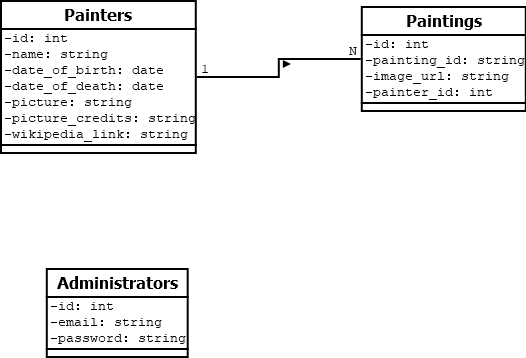 Painters
-id: int
-name: string
-date_of_birth: date
-date_of_death: date
-picture: string
-picture_credits: string
-wikipedia_link: string
1
N
Paintings
-id: int
-painting_id: string
-image_url: string
-painter_id: int
Administrators
-id: int
-email: string
-password: string